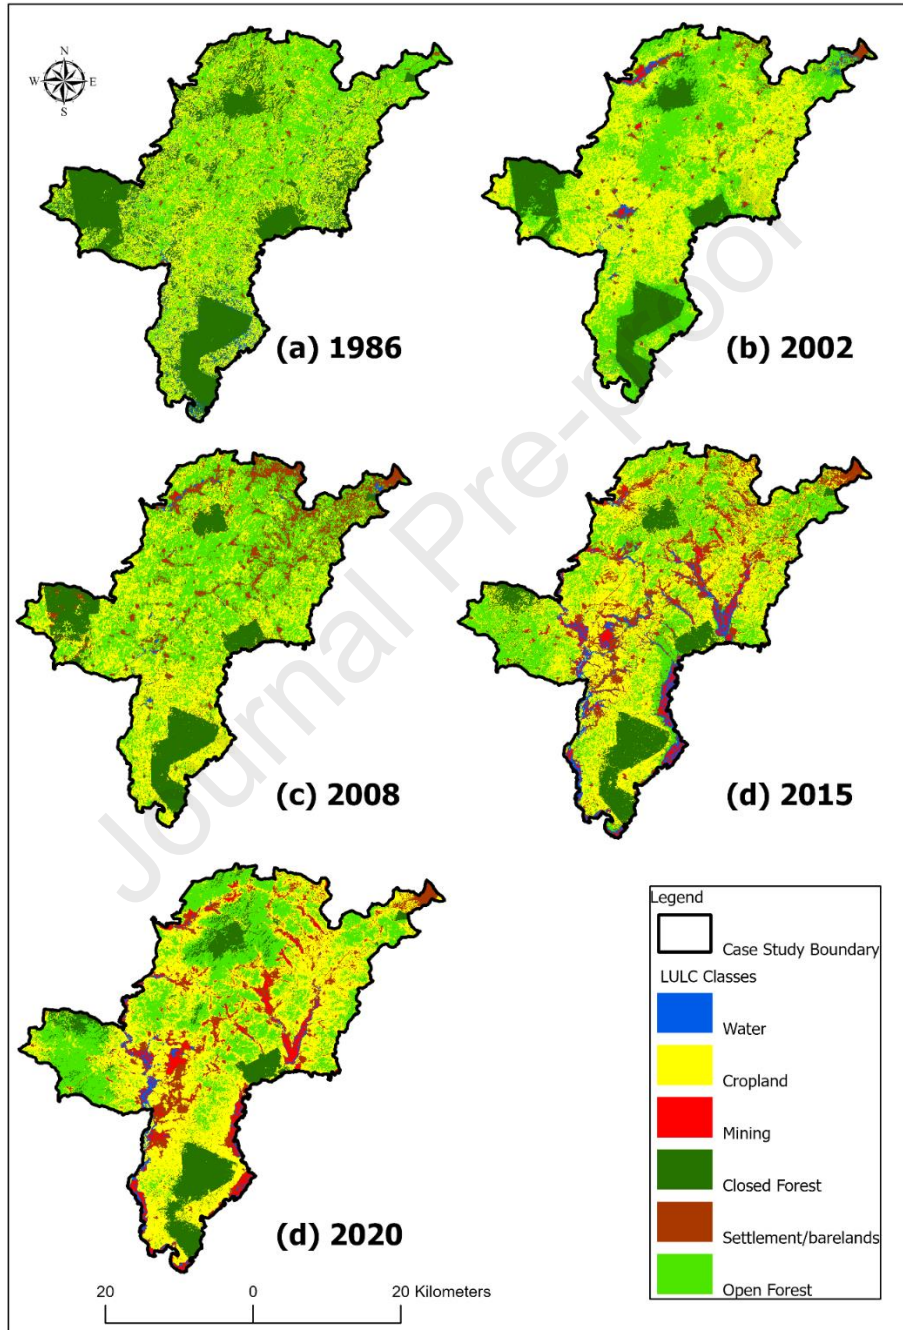 N
W E
S
(a) 1986
(b) 2002
(c) 2008
(d) 2015
(d) 2020
Journal Pre-proof
Legend
Case Study Boundary
LULC Classes
Water
Cropland
Mining
Closed Forest
Settlement/barelands
Open Forest
20 0 20 Kilometers